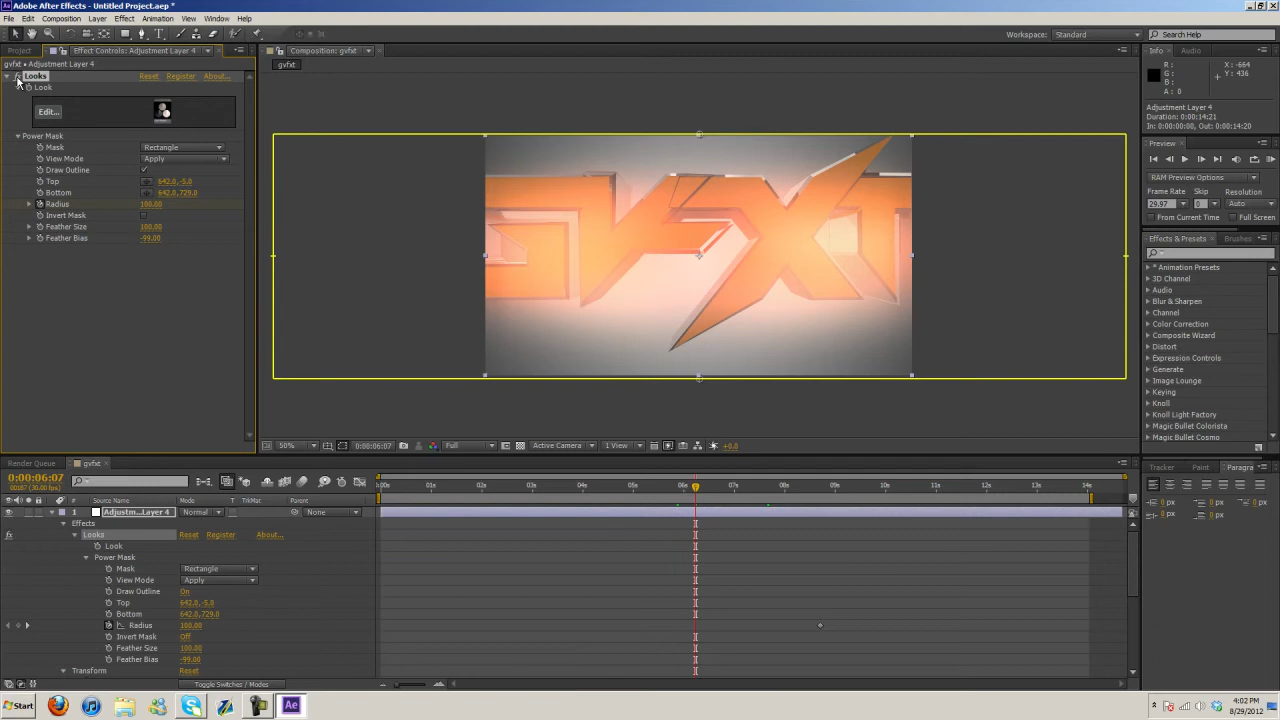 Adobe After Effects - Untitled Project.aep *
File Edit Composition Layer Effect Animation View Window Help
Workspace: Standard Search Help
Project Effect Controls: Adjustment Layer 4
gvfxt • Adjustment Layer 4
Looks Reset Register About...
Look
Edit...
Power Mask
Mask Rectangle
View Mode Apply
Draw Outline
Top 642.0,-5.0
Bottom 642.0,729.0
Radius 100.00
Invert Mask
Feather Size 100.00
Feather Bias -99.00
Composition: gvfxt
gvfxt
50% 0:00:06:07 Full Active Camera 1 View +0.0
Info Audio
R : X : -664
G : Y : 436
B :
A : 0
Adjustment Layer 4
Duration: 0:00:14:21
In: 0:00:00:00, Out: 0:00:14:20
Preview
RAM Preview Options
Frame Rate Skip Resolution
29.97 0 Auto
From Current Time Full Screen
Effects & Presets Brushes
* Animation Presets
3D Channel
Audio
Blur & Sharpen
Channel
Color Correction
Composite Wizard
Distort
Expression Controls
Generate
Image Lounge
Keying
Knoll
Knoll Light Factory
Magic Bullet Colorista
Magic Bullet Cosmo
Magic Bullet Frames
Tracker Paint Paragra
0 px 0 px 0 px
0 px 0 px
Render Queue gvfxt
0:00:06:07
00187 (30.00 fps)
# Source Name Mode T TrkMat Parent
:00s 01s 02s 03s 04s 05s 06s 07s 08s 09s 10s 11s 12s 13s 14s
1 Adjustm...Layer 4 Normal None
Effects
Looks Reset Register About...
Look
Power Mask
Mask Rectangle
View Mode Apply
Draw Outline On
Top 642.0,-5.0
Bottom 642.0,729.0
Radius 100.00
Invert Mask Off
Feather Size 100.00
Feather Bias -99.00
Transform Reset
Toggle Switches / Modes
Start
4:02 PM
8/29/2012